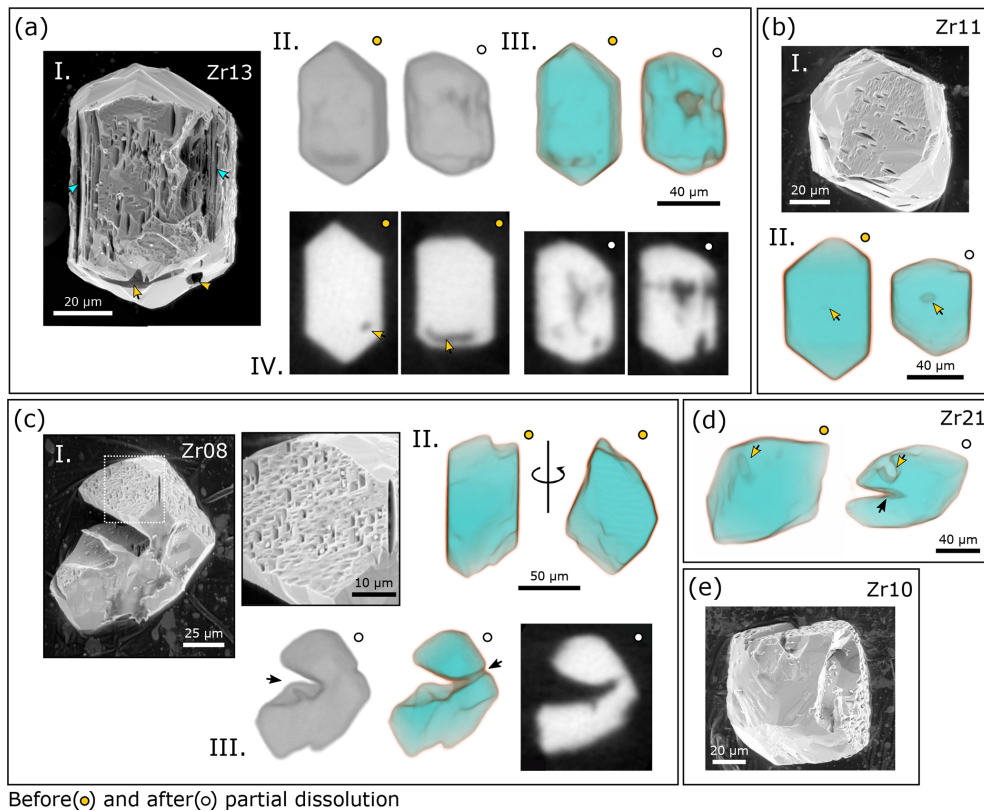 (a)
I.
Zr13
20 µm
II.
III.
40 µm
IV.
(b)
Zr11
I.
20 µm
II.
40 µm
(c)
I.
Zr08
25 µm
10 µm
II.
50 µm
III.
(d)
Zr21
40 µm
(e)
Zr10
20 µm
Before( ) and after( ) partial dissolution